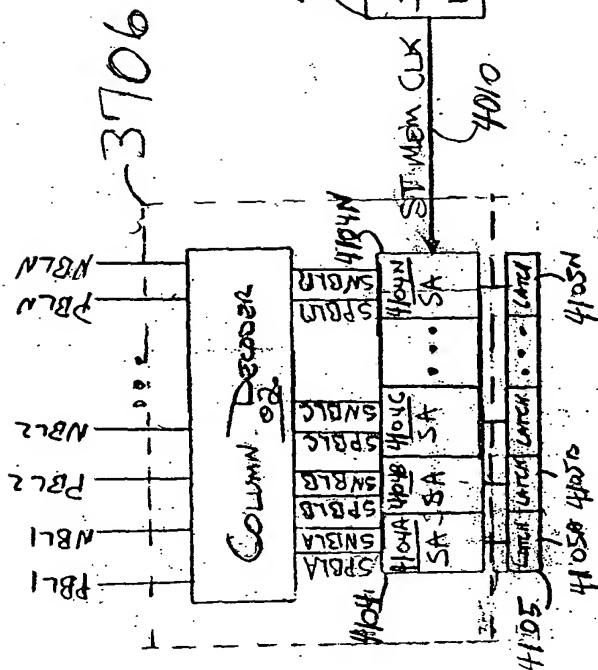 3706
PBL1
NBL1
PBL2
NBL2
...
PBLN
NBLN
COLUMN DECODER
02
SPBLA
SNBLA
SPBLB
SNBLB
SPBLC
SNBLC
SPBLN
SNBLN
4104
4104A
SA
4104B
SA
4104C
SA
...
4104N
SA
4104N
ST MEM CLK
4010
LATCH
LATCH
LATCH
...
LATCH
4105
4105A
4105B
4105N